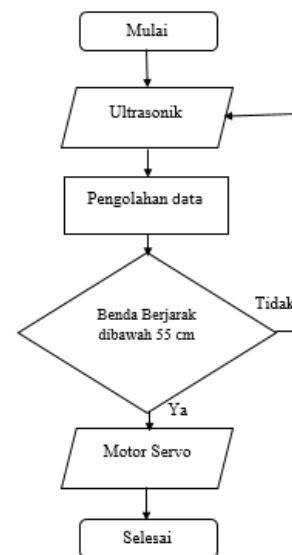 Mulai
Ultrasonik
Pengolahan data
Benda Berjarak
dibawah 55 cm
Tidak
Ya
Motor Servo
Selesai